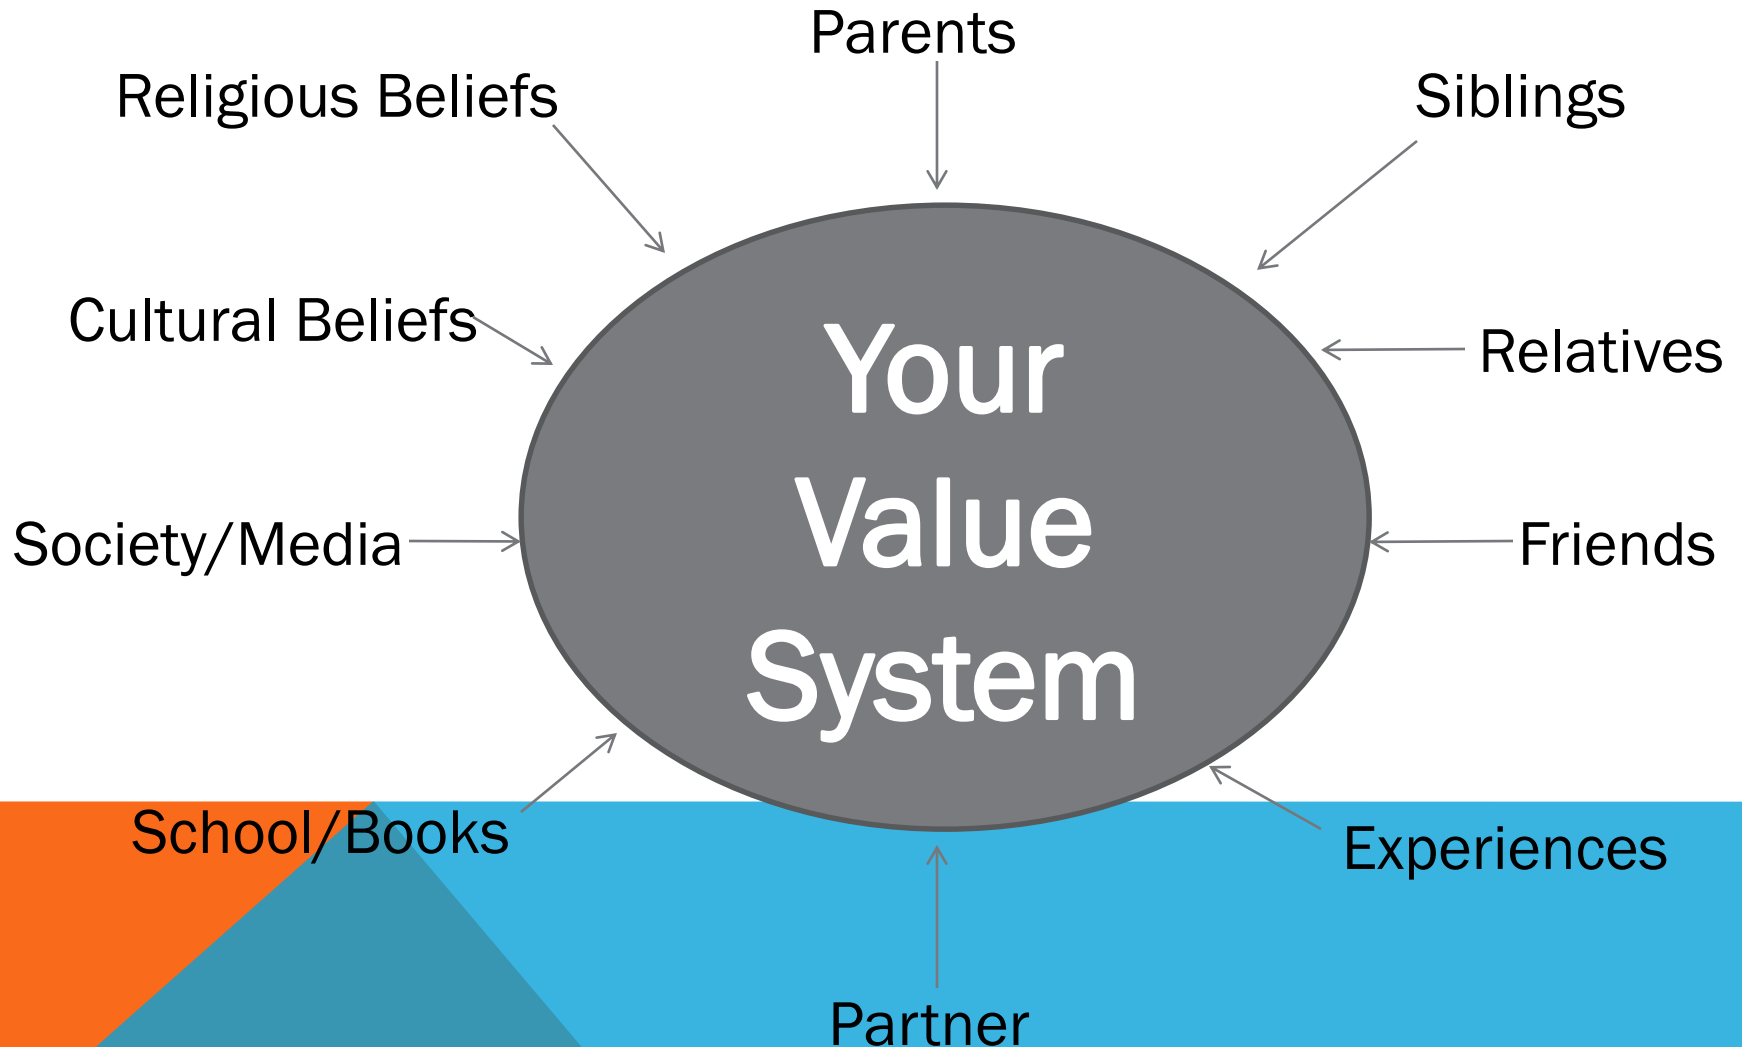 Parents
Religious Beliefs
Siblings
Cultural Beliefs
Relatives
Your
Value
System
Society/Media
Friends
School/Books
Experiences
Partner